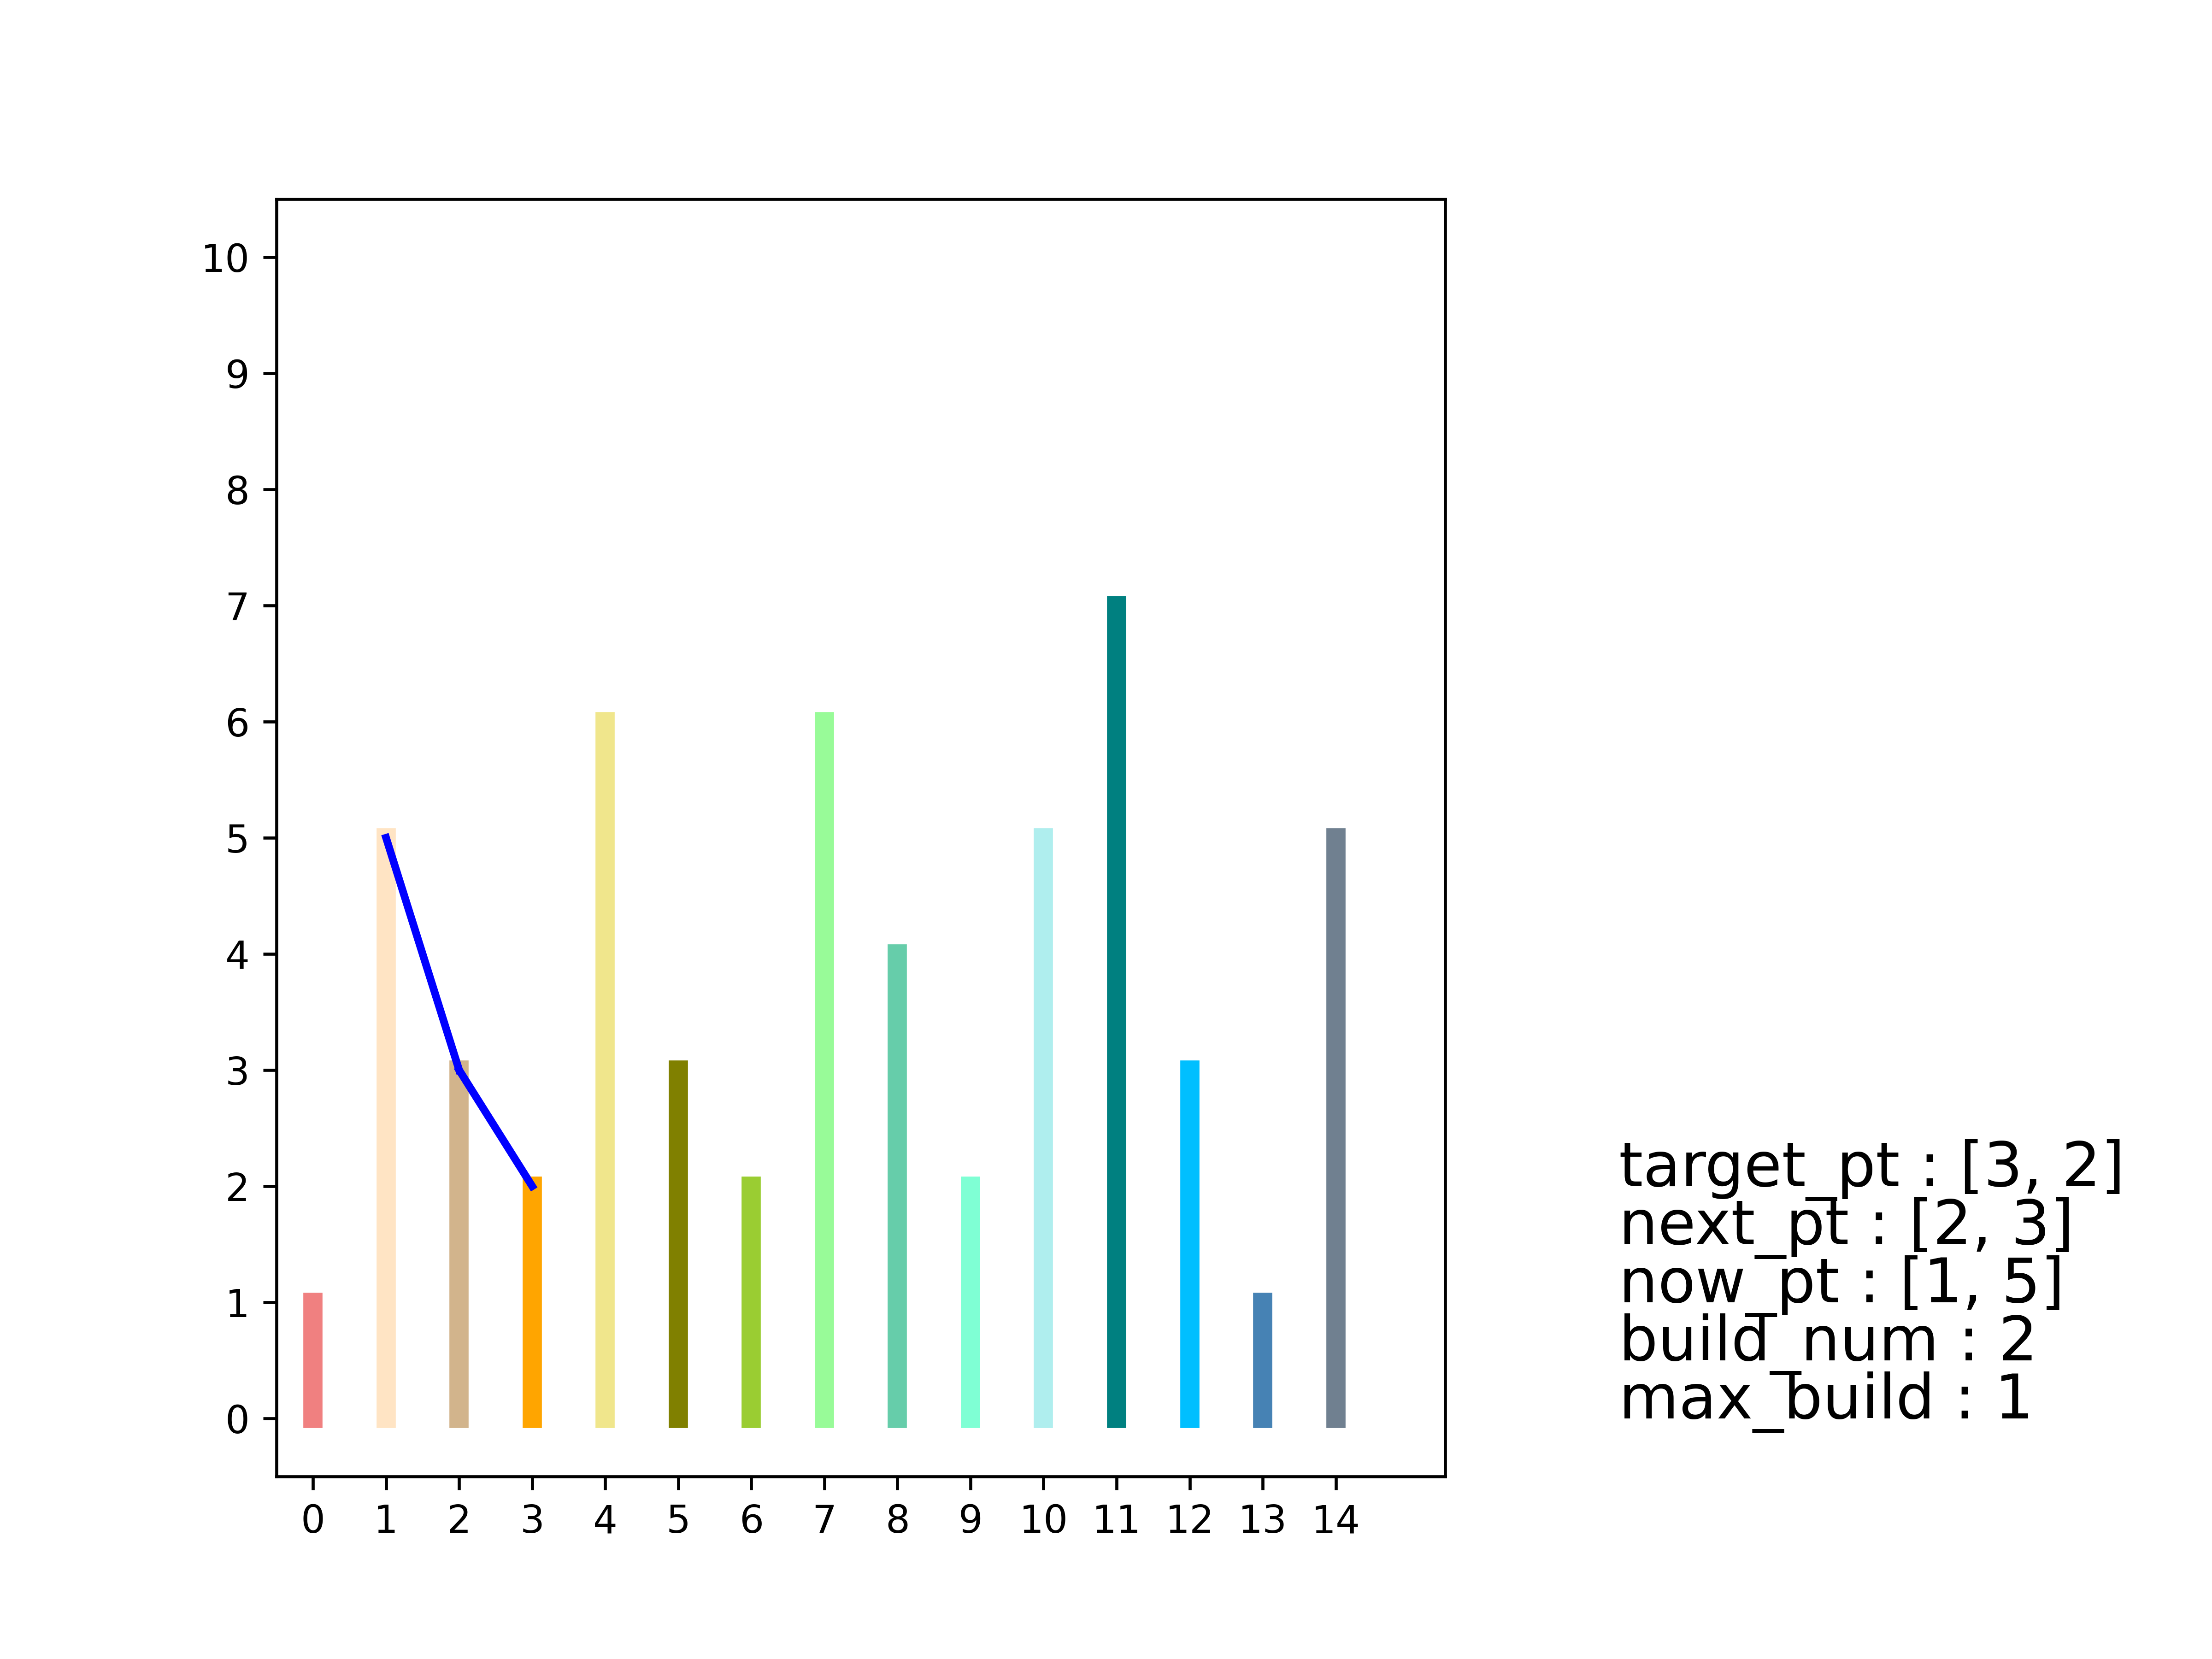 10
9
8
7
6
5
4
3
2
1
0
0 1 2 3 4 5 6 7 8 9 10 11 12 13 14
target_pt : [3, 2]
next_pt : [2, 3]
now_pt : [1, 5]
build_num : 2
max_build : 1